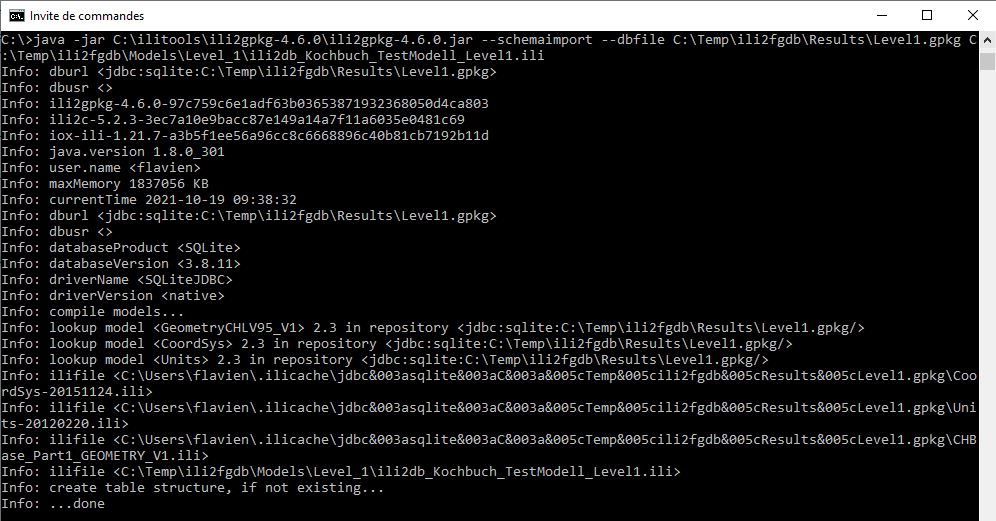 Invite de commandes
C:\>java -jar C:\ilitools\ili2gpkg-4.6.0\ili2gpkg-4.6.0.jar --schemaimport --dbfile C:\Temp\ili2fgdb\Results\Level1.gpkg C
:\Temp\ili2fgdb\Models\Level_1\ili2db_Kochbuch_TestModell_Level1.ili
Info: dburl <jdbc:sqlite:C:\Temp\ili2fgdb\Results\Level1.gpkg>
Info: dbusr <>
Info: ili2gpkg-4.6.0-97c759c6e1adf63b03653871932368050d4ca803
Info: ili2c-5.2.3-3ec7a10e9bacc87e149a14a7f11a6035e0481c69
Info: iox-ili-1.21.7-a3b5f1ee56a96cc8c6668896c40b81cb7192b11d
Info: java.version 1.8.0_301
Info: user.name <flavien>
Info: maxMemory 1837056 KB
Info: currentTime 2021-10-19 09:38:32
Info: dburl <jdbc:sqlite:C:\Temp\ili2fgdb\Results\Level1.gpkg>
Info: dbusr <>
Info: databaseProduct <SQLite>
Info: databaseVersion <3.8.11>
Info: driverName <SQLiteJDBC>
Info: driverVersion <native>
Info: compile models...
Info: lookup model <GeometryCHLV95_V1> 2.3 in repository <jdbc:sqlite:C:\Temp\ili2fgdb\Results\Level1.gpkg/>
Info: lookup model <CoordSys> 2.3 in repository <jdbc:sqlite:C:\Temp\ili2fgdb\Results\Level1.gpkg/>
Info: lookup model <Units> 2.3 in repository <jdbc:sqlite:C:\Temp\ili2fgdb\Results\Level1.gpkg/>
Info: ilifile <C:\Users\flavien\.ilicache\jdbc&003asqlite&003aC&003a&005cTemp&005cili2fgdb&005cResults&005cLevel1.gpkg\Coo
rdSys-20151124.ili>
Info: ilifile <C:\Users\flavien\.ilicache\jdbc&003asqlite&003aC&003a&005cTemp&005cili2fgdb&005cResults&005cLevel1.gpkg\Uni
ts-20120220.ili>
Info: ilifile <C:\Users\flavien\.ilicache\jdbc&003asqlite&003aC&003a&005cTemp&005cili2fgdb&005cResults&005cLevel1.gpkg\CHB
ase_Part1_GEOMETRY_V1.ili>
Info: ilifile <C:\Temp\ili2fgdb\Models\Level_1\ili2db_Kochbuch_TestModell_Level1.ili>
Info: create table structure, if not existing...
Info: ...done